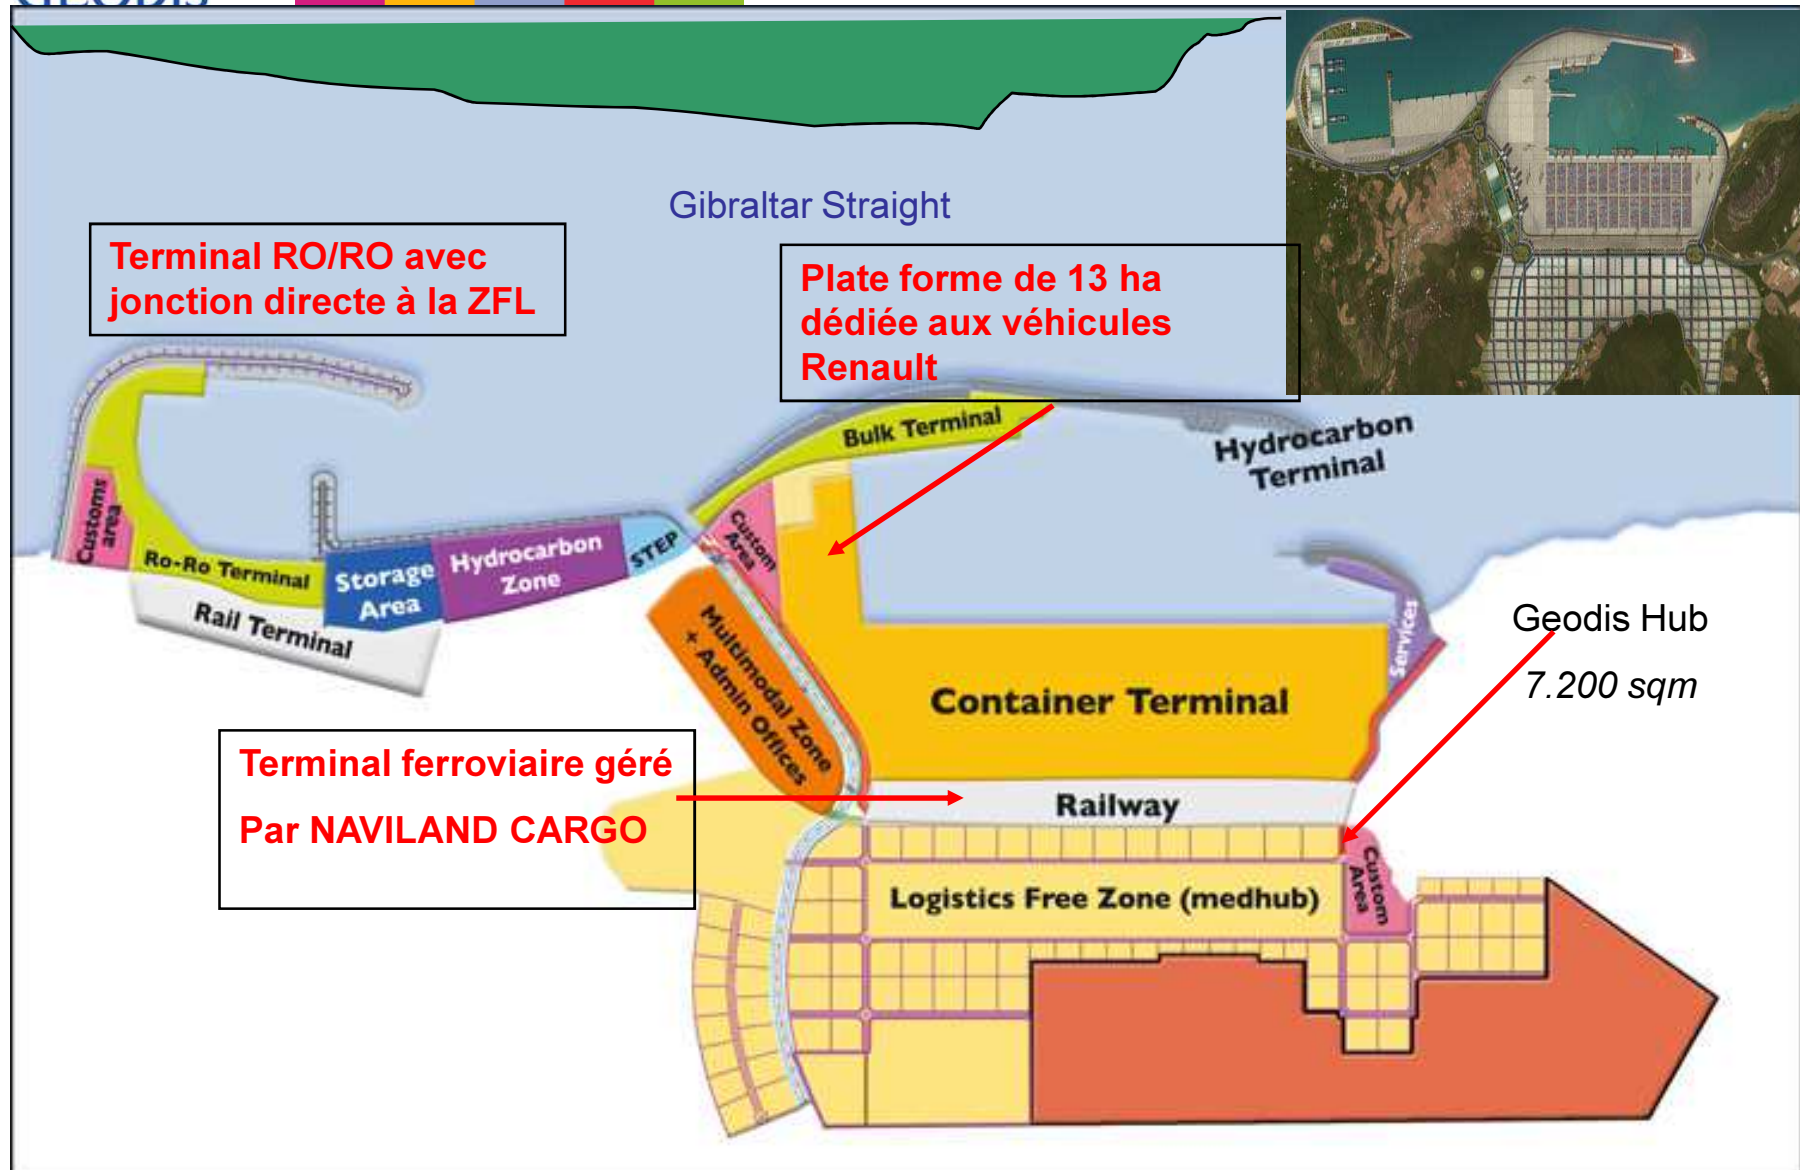 GEODIS
Gibraltar Straight
Terminal RO/RO avec
jonction directe à la ZFL
Plate forme de 13 ha
dédiée aux véhicules
Renault
Bulk Terminal
Hydrocarbon
Terminal
Customs
area
Ro-Ro Terminal
Rail Terminal
Storage
Area
Hydrocarbon
Zone
STEP
Custom
Area
Multimodal Zone
+ Admin Offices
Services
Geodis Hub
7.200 sqm
Container Terminal
Terminal ferroviaire géré
Par NAVILAND CARGO
Railway
Logistics Free Zone (medhub)
Custom
Area